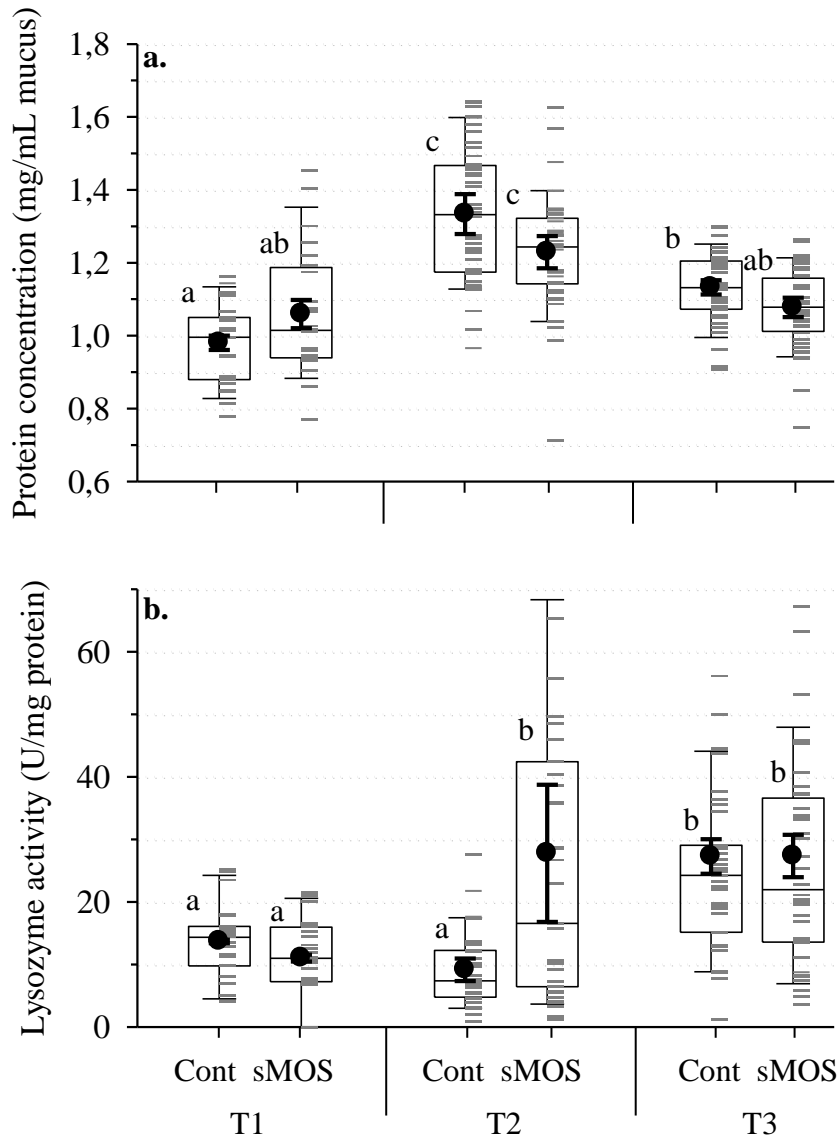 Protein concentration (mg/mL mucus)
a.
1,8
1,6
1,4
1,2
1,0
0,8
0,6
a
ab
c
c
b
ab
Lysozyme activity (U/mg protein)
b.
60
40
20
0
a
a
a
b
b
b
Cont sMOS Cont sMOS Cont sMOS
T1 T2 T3